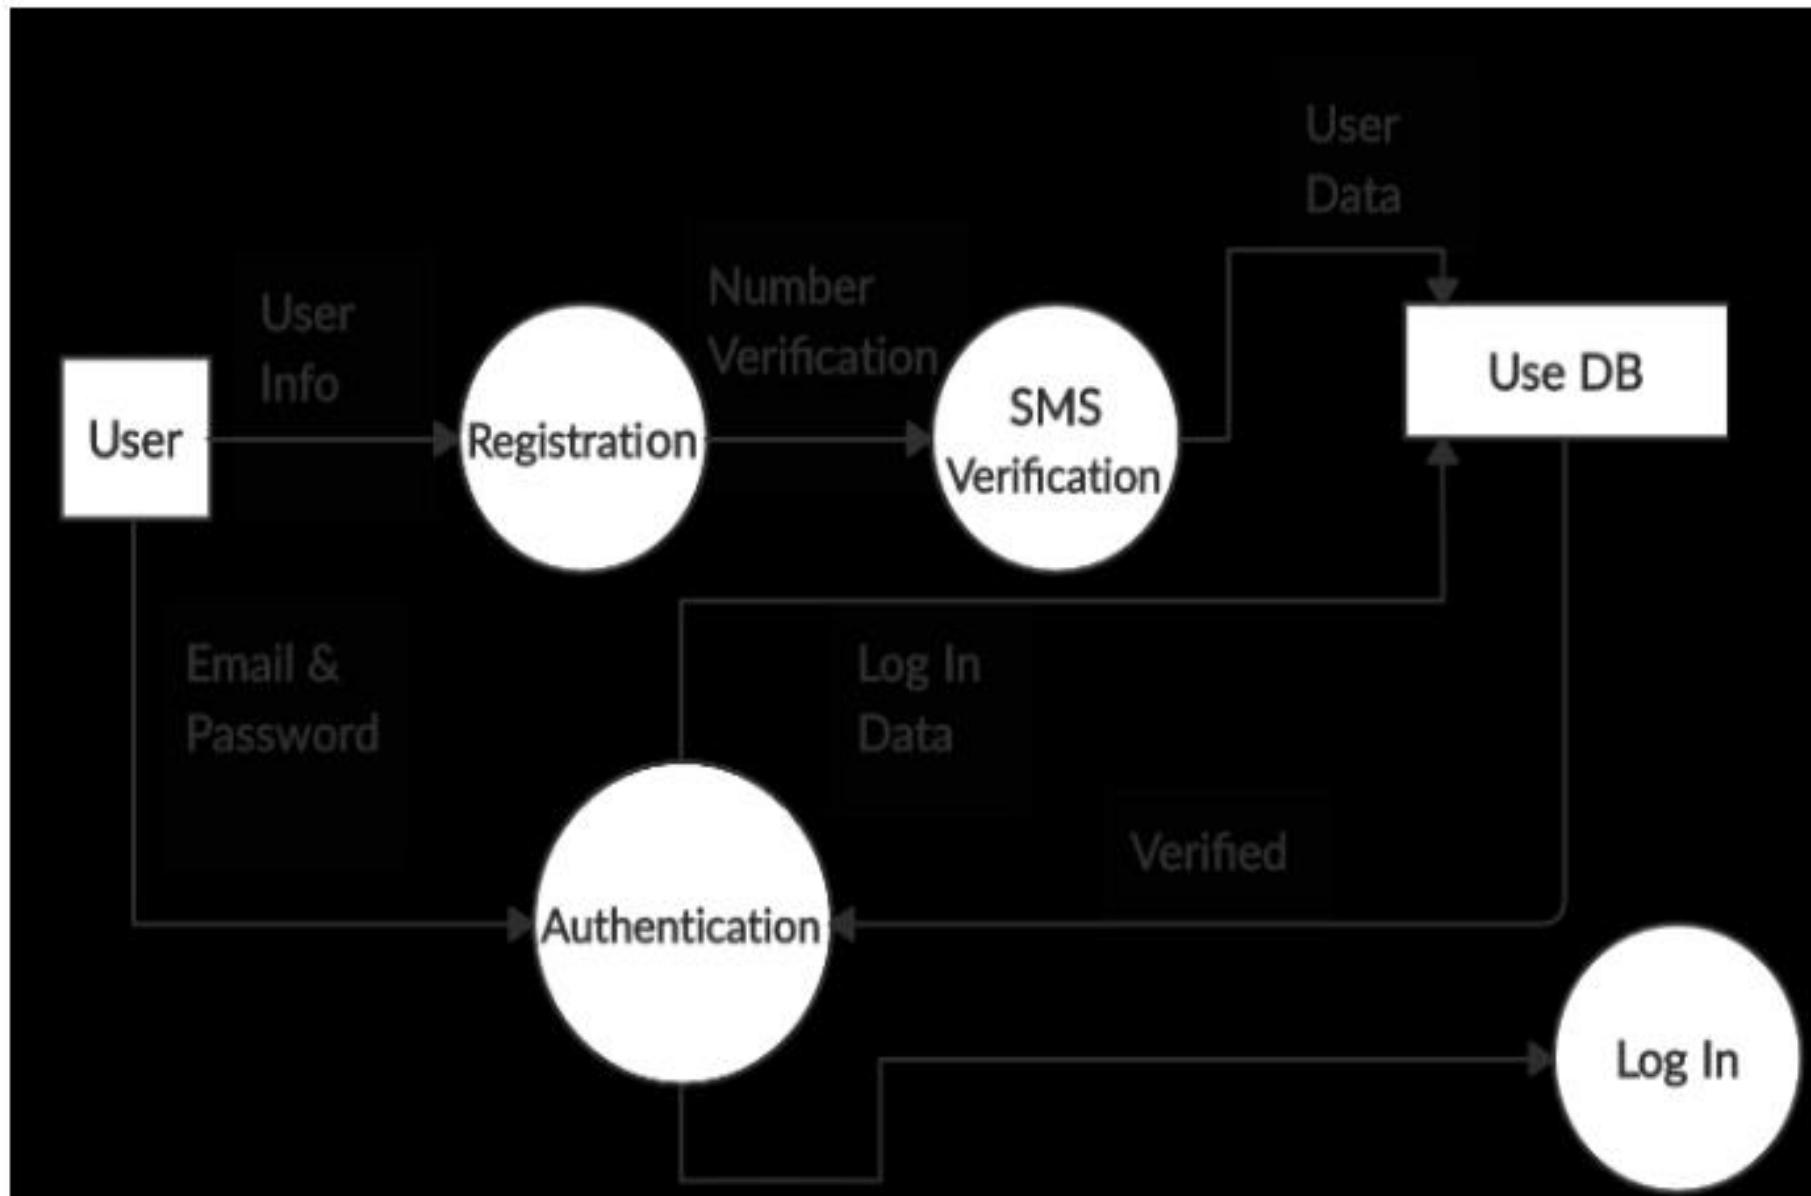 User
Data
Number
Verification
User
Info
Use DB
SMS
Verification
User
Registration
Email &
Password
Log In
Data
Verified
Authentication
Log In